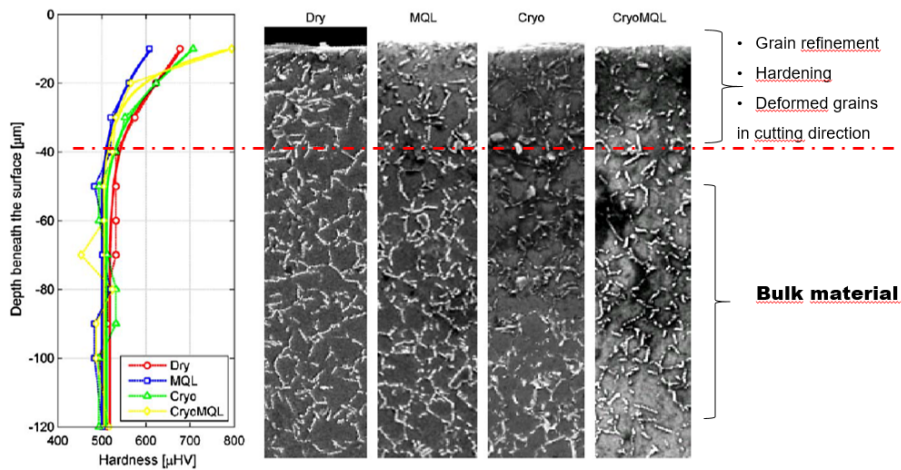 Dry
MQL
Cryo
CryoMQL
0
-20
-40
-60
-80
-100
-120
Depth beneath the surface [µm]
400
500
600
700
800
Hardness [µHV]
Dry
MQL
Cryo
CryoMQL
• Grain refinement
• Hardening
• Deformed grains
in cutting direction
Bulk material